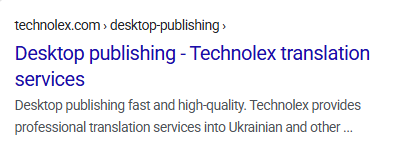 technolex.com › desktop-publishing ›
Desktop publishing - Technolex translation
services
Desktop publishing fast and high-quality. Technolex provides
professional translation services into Ukrainian and other ...